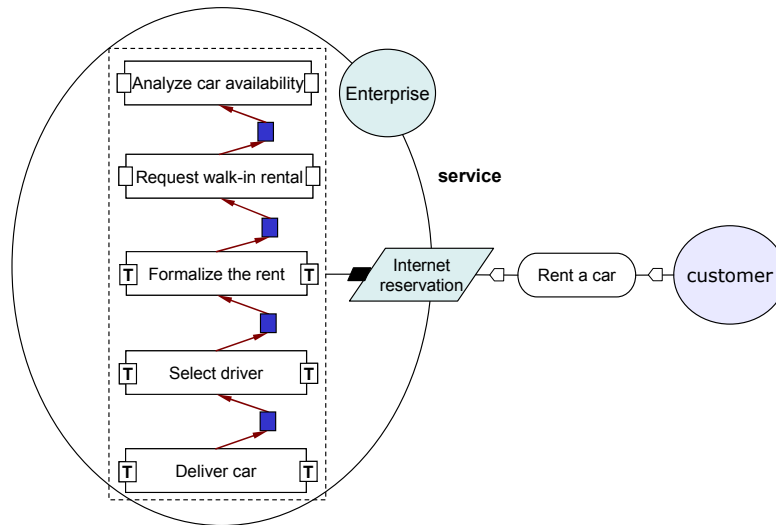 Analyze car availability
Enterprise
Request walk-in rental
service
T Formalize the rent T
Internet
reservation
Rent a car
customer
T Select driver T
T Deliver car T